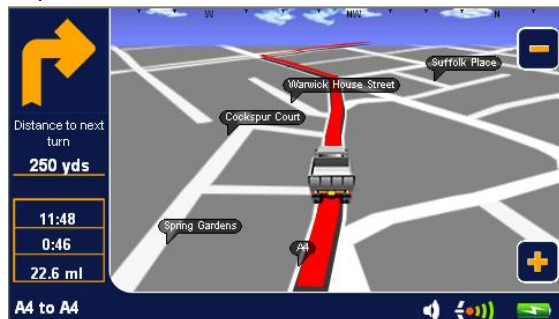 W
NW
N
Suffolk Place
Warwick House Street
Cockspur Court
Distance to next
turn
250 yds
11:48
0:46
22.6 ml
Spring Gardens
A4
A4 to A4